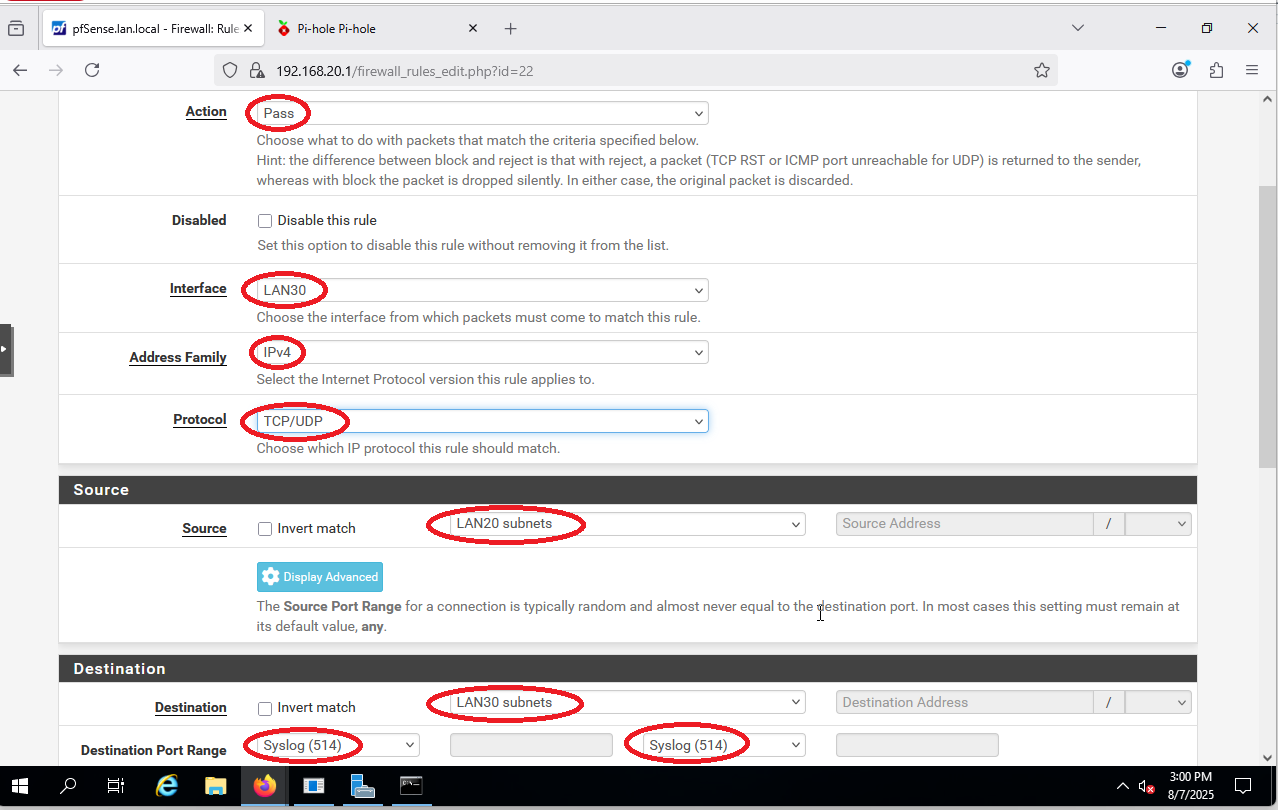 pfSense.lan.local - Firewall: Rule
Pi-hole Pi-hole
192.168.20.1/firewall_rules_edit.php?id=22
Action
Pass
Choose what to do with packets that match the criteria specified below.
Hint: the difference between block and reject is that with reject, a packet (TCP RST or ICMP port unreachable for UDP) is returned to the sender,
whereas with block the packet is dropped silently. In either case, the original packet is discarded.
Disabled
Disable this rule
Set this option to disable this rule without removing it from the list.
Interface
LAN30
Choose the interface from which packets must come to match this rule.
Address Family
IPv4
Select the Internet Protocol version this rule applies to.
Protocol
TCP/UDP
Choose which IP protocol this rule should match.
Source
Source
Invert match
LAN20 subnets
Source Address
/
Display Advanced
The Source Port Range for a connection is typically random and almost never equal to the destination port. In most cases this setting must remain at
its default value, any.
Destination
Destination
Invert match
LAN30 subnets
Destination Address
/
Destination Port Range
Syslog (514)
Syslog (514)
3:00 PM
8/7/2025